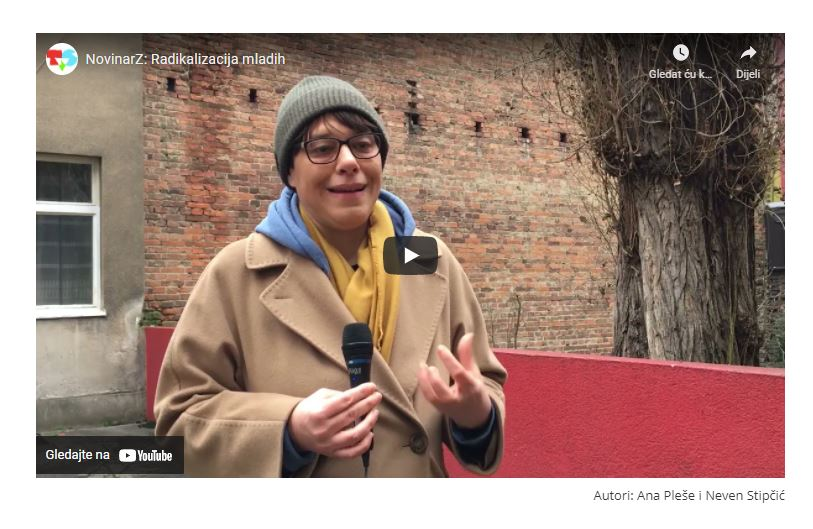 NovinarZ: Radikalizacija mladih
Gledat ću k...
Dijeli
Gledajte na YouTube
Autori: Ana Pleše i Neven Stipčić